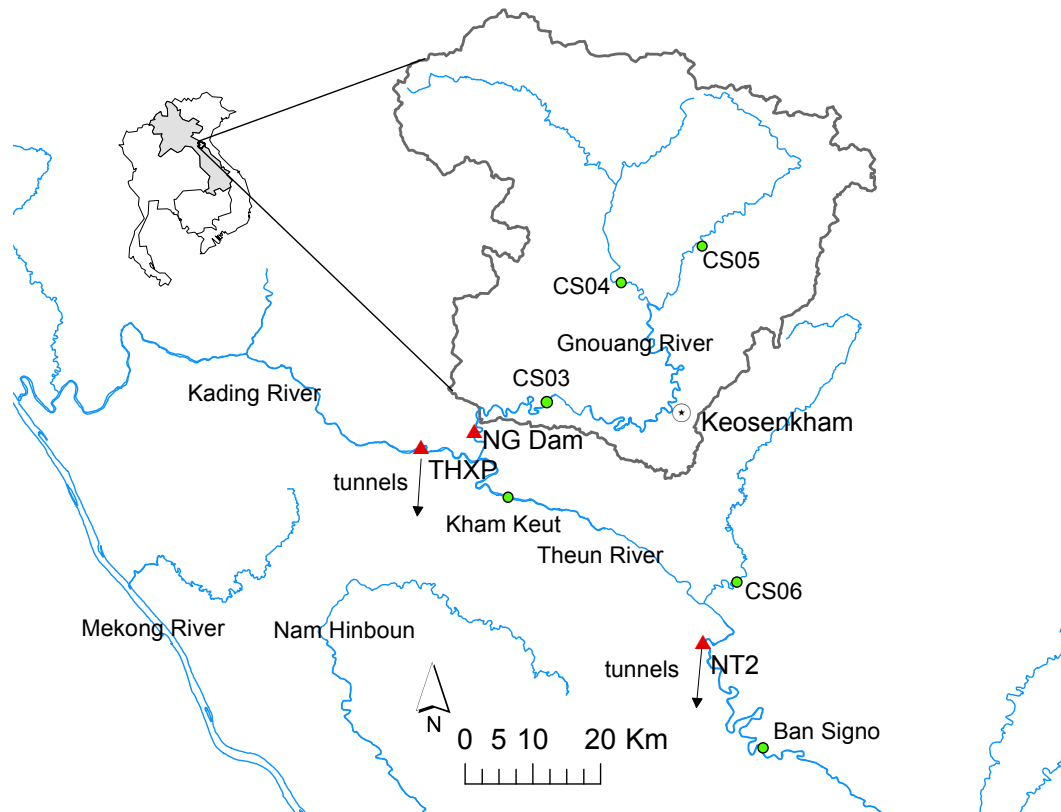 CS05
CS04
Gnouang River
CS03
Kading River
Keosenkham
NG Dam
THXP
tunnels
Kham Keut
Theun River
CS06
Mekong River
Nam Hinboun
NT2
tunnels
N
Ban Signo
0 5 10 20 Km